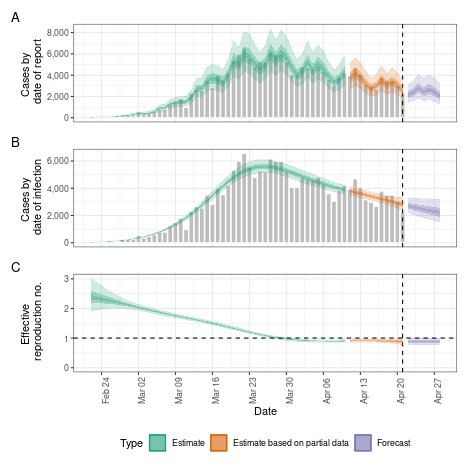 A
Cases by
date of report
8,000
6,000
4,000
2,000
0
B
Cases by
date of infection
6,000
4,000
2,000
0
C
Effective
reproduction no.
3
2
1
0
Feb 24
Mar 02
Mar 09
Mar 16
Mar 23
Mar 30
Apr 06
Apr 13
Apr 20
Apr 27
Date
Type Estimate Estimate based on partial data Forecast